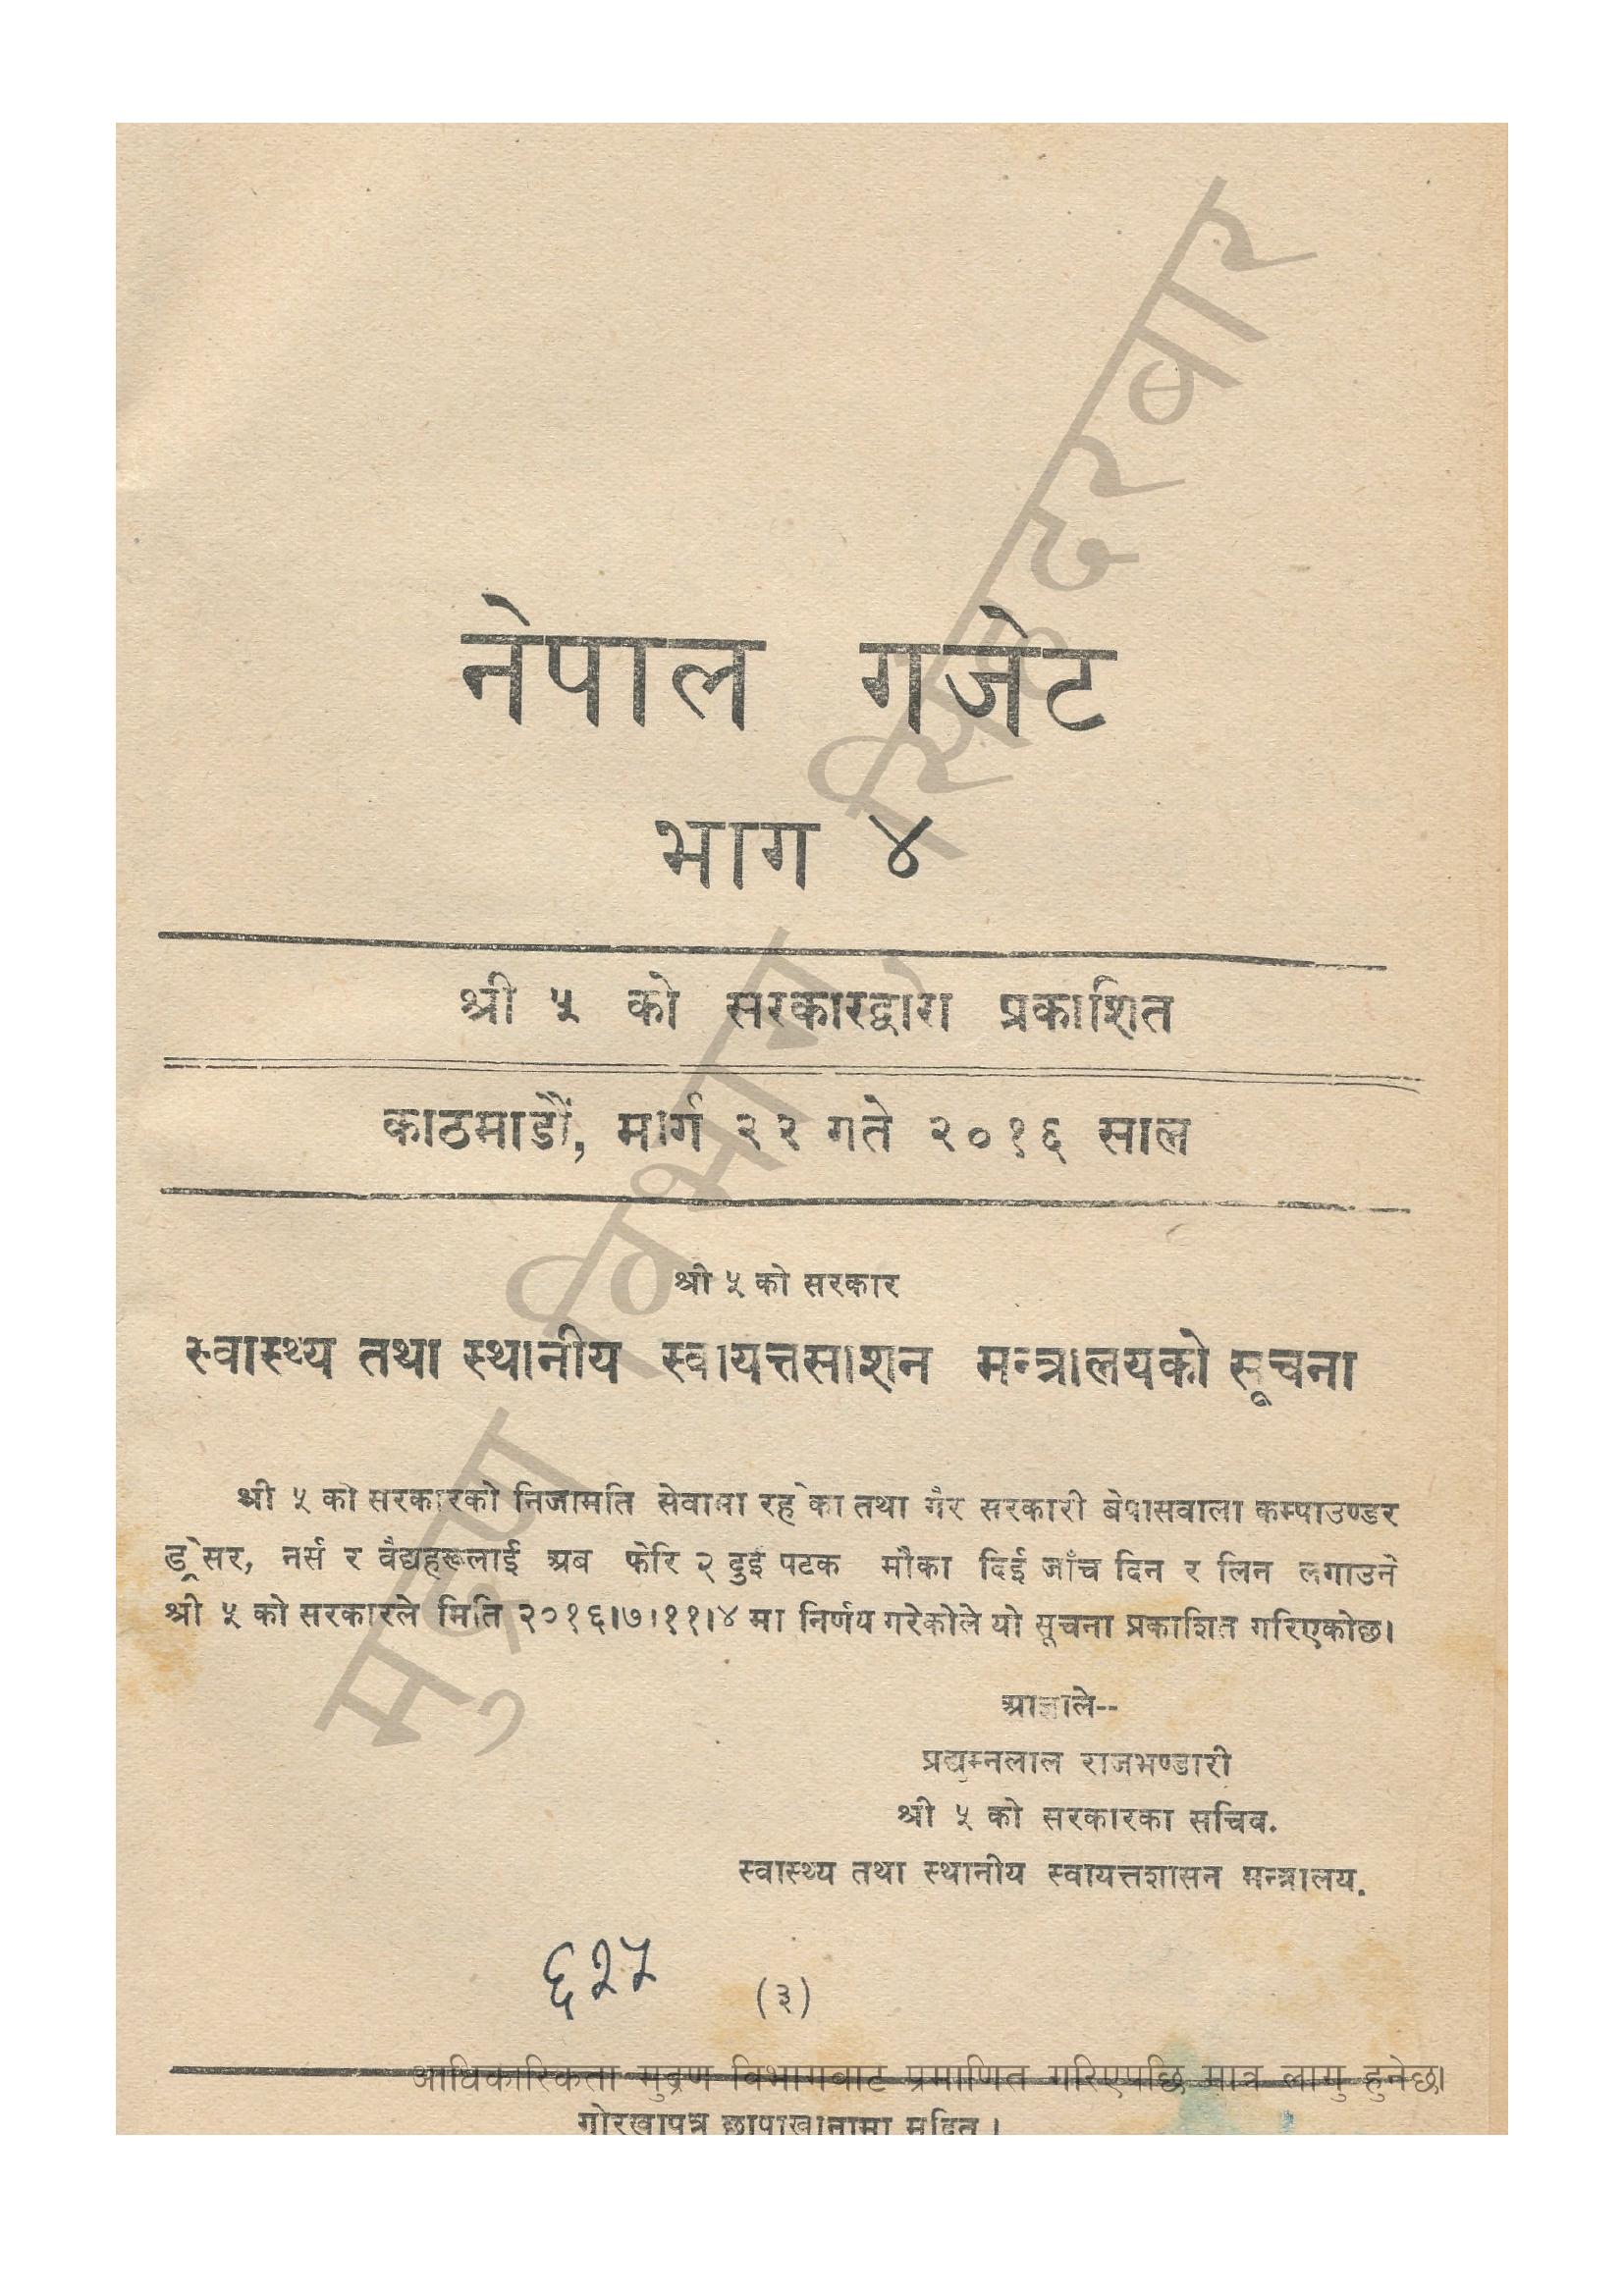 नेपाल गजेट
भाग ४
श्री ५ को सरकारद्वारा प्रकाशित
काठमाडौं, मार्ग २२ गते २०१६ साल
श्री ५ को सरकार
स्वास्थ्य तथा स्थानीय स्वायत्तसाशन मन्त्रालयको सूचना
श्री ५ को सरकारको निजामति सेवामा रहेका तथा गैर सरकारी बेपासवाला कम्पाउण्डर
ड्रेसर, नर्स र वैद्यहरूलाई अब फेरि २ दुई पटक मौका दिई जाँच दिन र लिन लगाउने
श्री ५ को सरकारले मिति २०१६।७।११।४ मा निर्णय गरेकोले यो सूचना प्रकाशित गरिएकोछ।
आज्ञाले--
प्रद्युम्नलाल राजभण्डारी
श्री ५ को सरकारका सचिव.
स्वास्थ्य तथा स्थानीय स्वायत्तशासन मन्त्रालय.
६२५
(३)
आधिकारिकता मुद्रण विभागबाट प्रमाणित गरिएपछि मात्र लागु हुनेछ।
गोरखापत्र छापाखानामा मुद्रित।
मुद्रण विभाग, सिंहदरबार